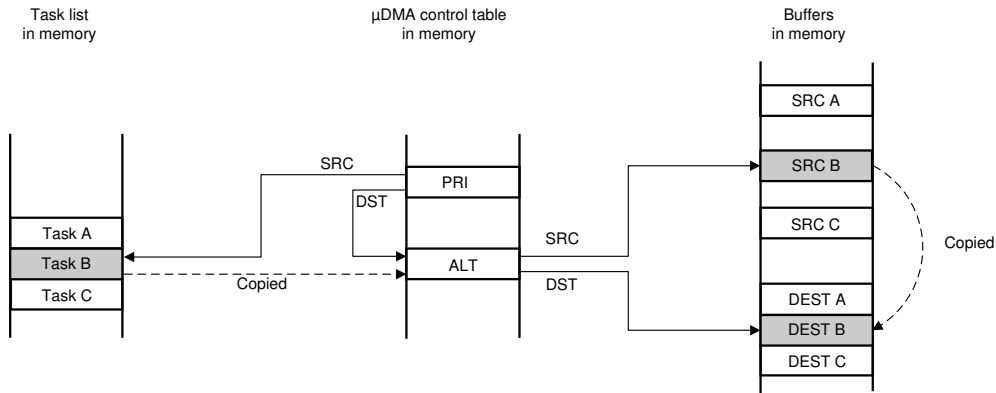 Task list
in memory
µDMA control table
in memory
Buffers
in memory
SRC A
SRC
SRC B
PRI
DST
Task A
SRC C
SRC
Copied
Task B
ALT
Copied
DST
Task C
DEST A
DEST B
DEST C